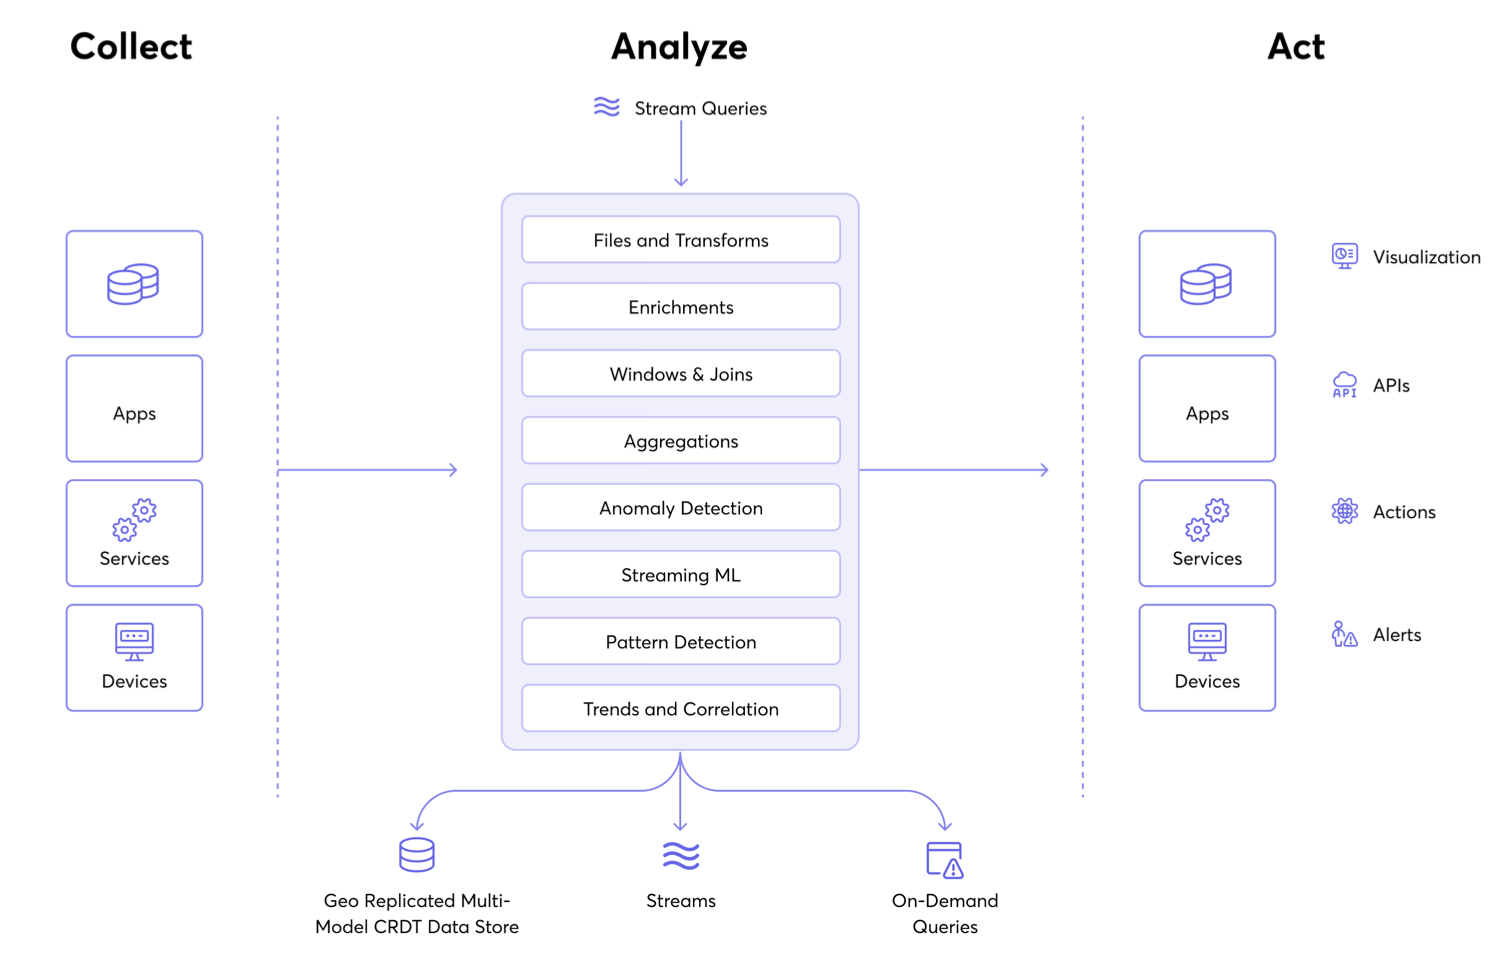 Collect
Analyze
Act
Stream Queries
Files and Transforms
Enrichments
Windows & Joins
Aggregations
Anomaly Detection
Streaming ML
Pattern Detection
Trends and Correlation
Apps
Services
Devices
Geo Replicated Multi-
Model CRDT Data Store
Streams
On-Demand
Queries
Apps
Services
Devices
Visualization
API
APIs
Actions
Alerts